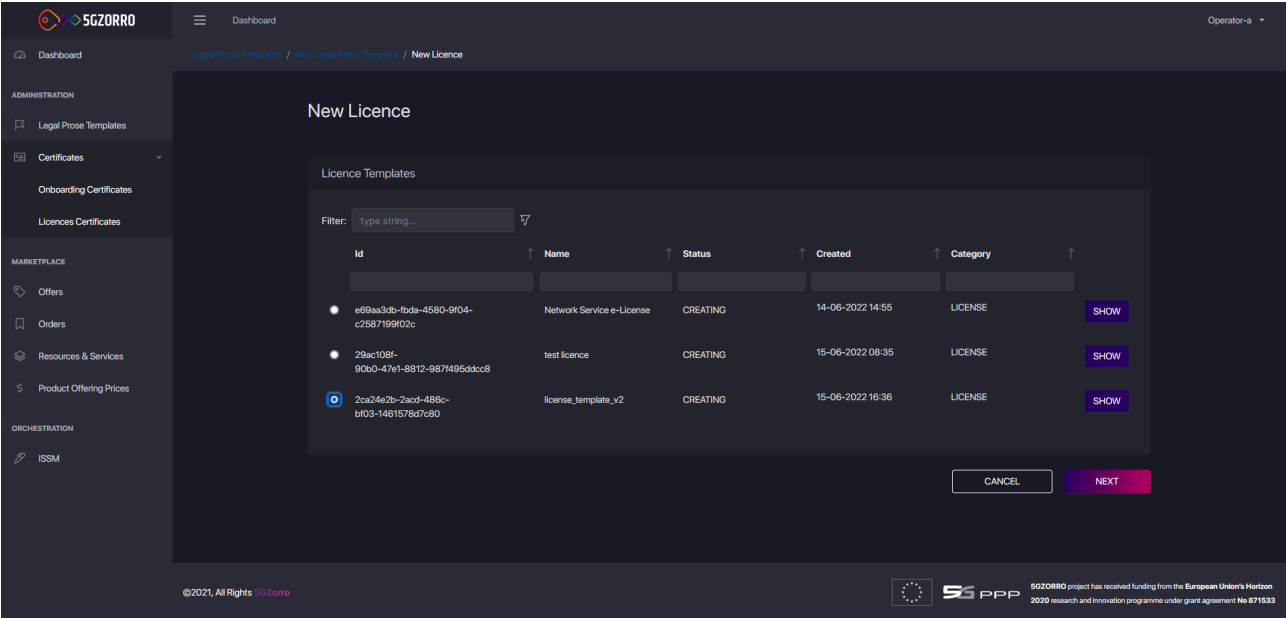 5GZORRO
Dashboard
Operator-a
Dashboard
Legal Prose Templates / New Legal Prose Template / New Licence
ADMINISTRATION
Legal Prose Templates
Certificates
Onboarding Certificates
Licences Certificates
MARKETPLACE
Offers
Orders
Resources & Services
$ Product Offering Prices
ORCHESTRATION
ISSM
New Licence
Licence Templates
Filter: type string...
Id Name Status Created Category
e69aa3db-fbda-4580-9f04-
c2587199f02c
Network Service e-License CREATING 14-06-2022 14:55 LICENSE SHOW
29ac108f-
90b0-47e1-8812-987f495ddcc8
test licence CREATING 15-06-2022 08:35 LICENSE SHOW
2ca24e2b-2acd-486c-
bf03-1461578d7c80
license_template_v2 CREATING 15-06-2022 16:36 LICENSE SHOW
CANCEL NEXT
©2021, All Rights 5GZorro
5G PPP
5GZORRO project has received funding from the European Union's Horizon
2020 research and innovation programme under grant agreement No 871533